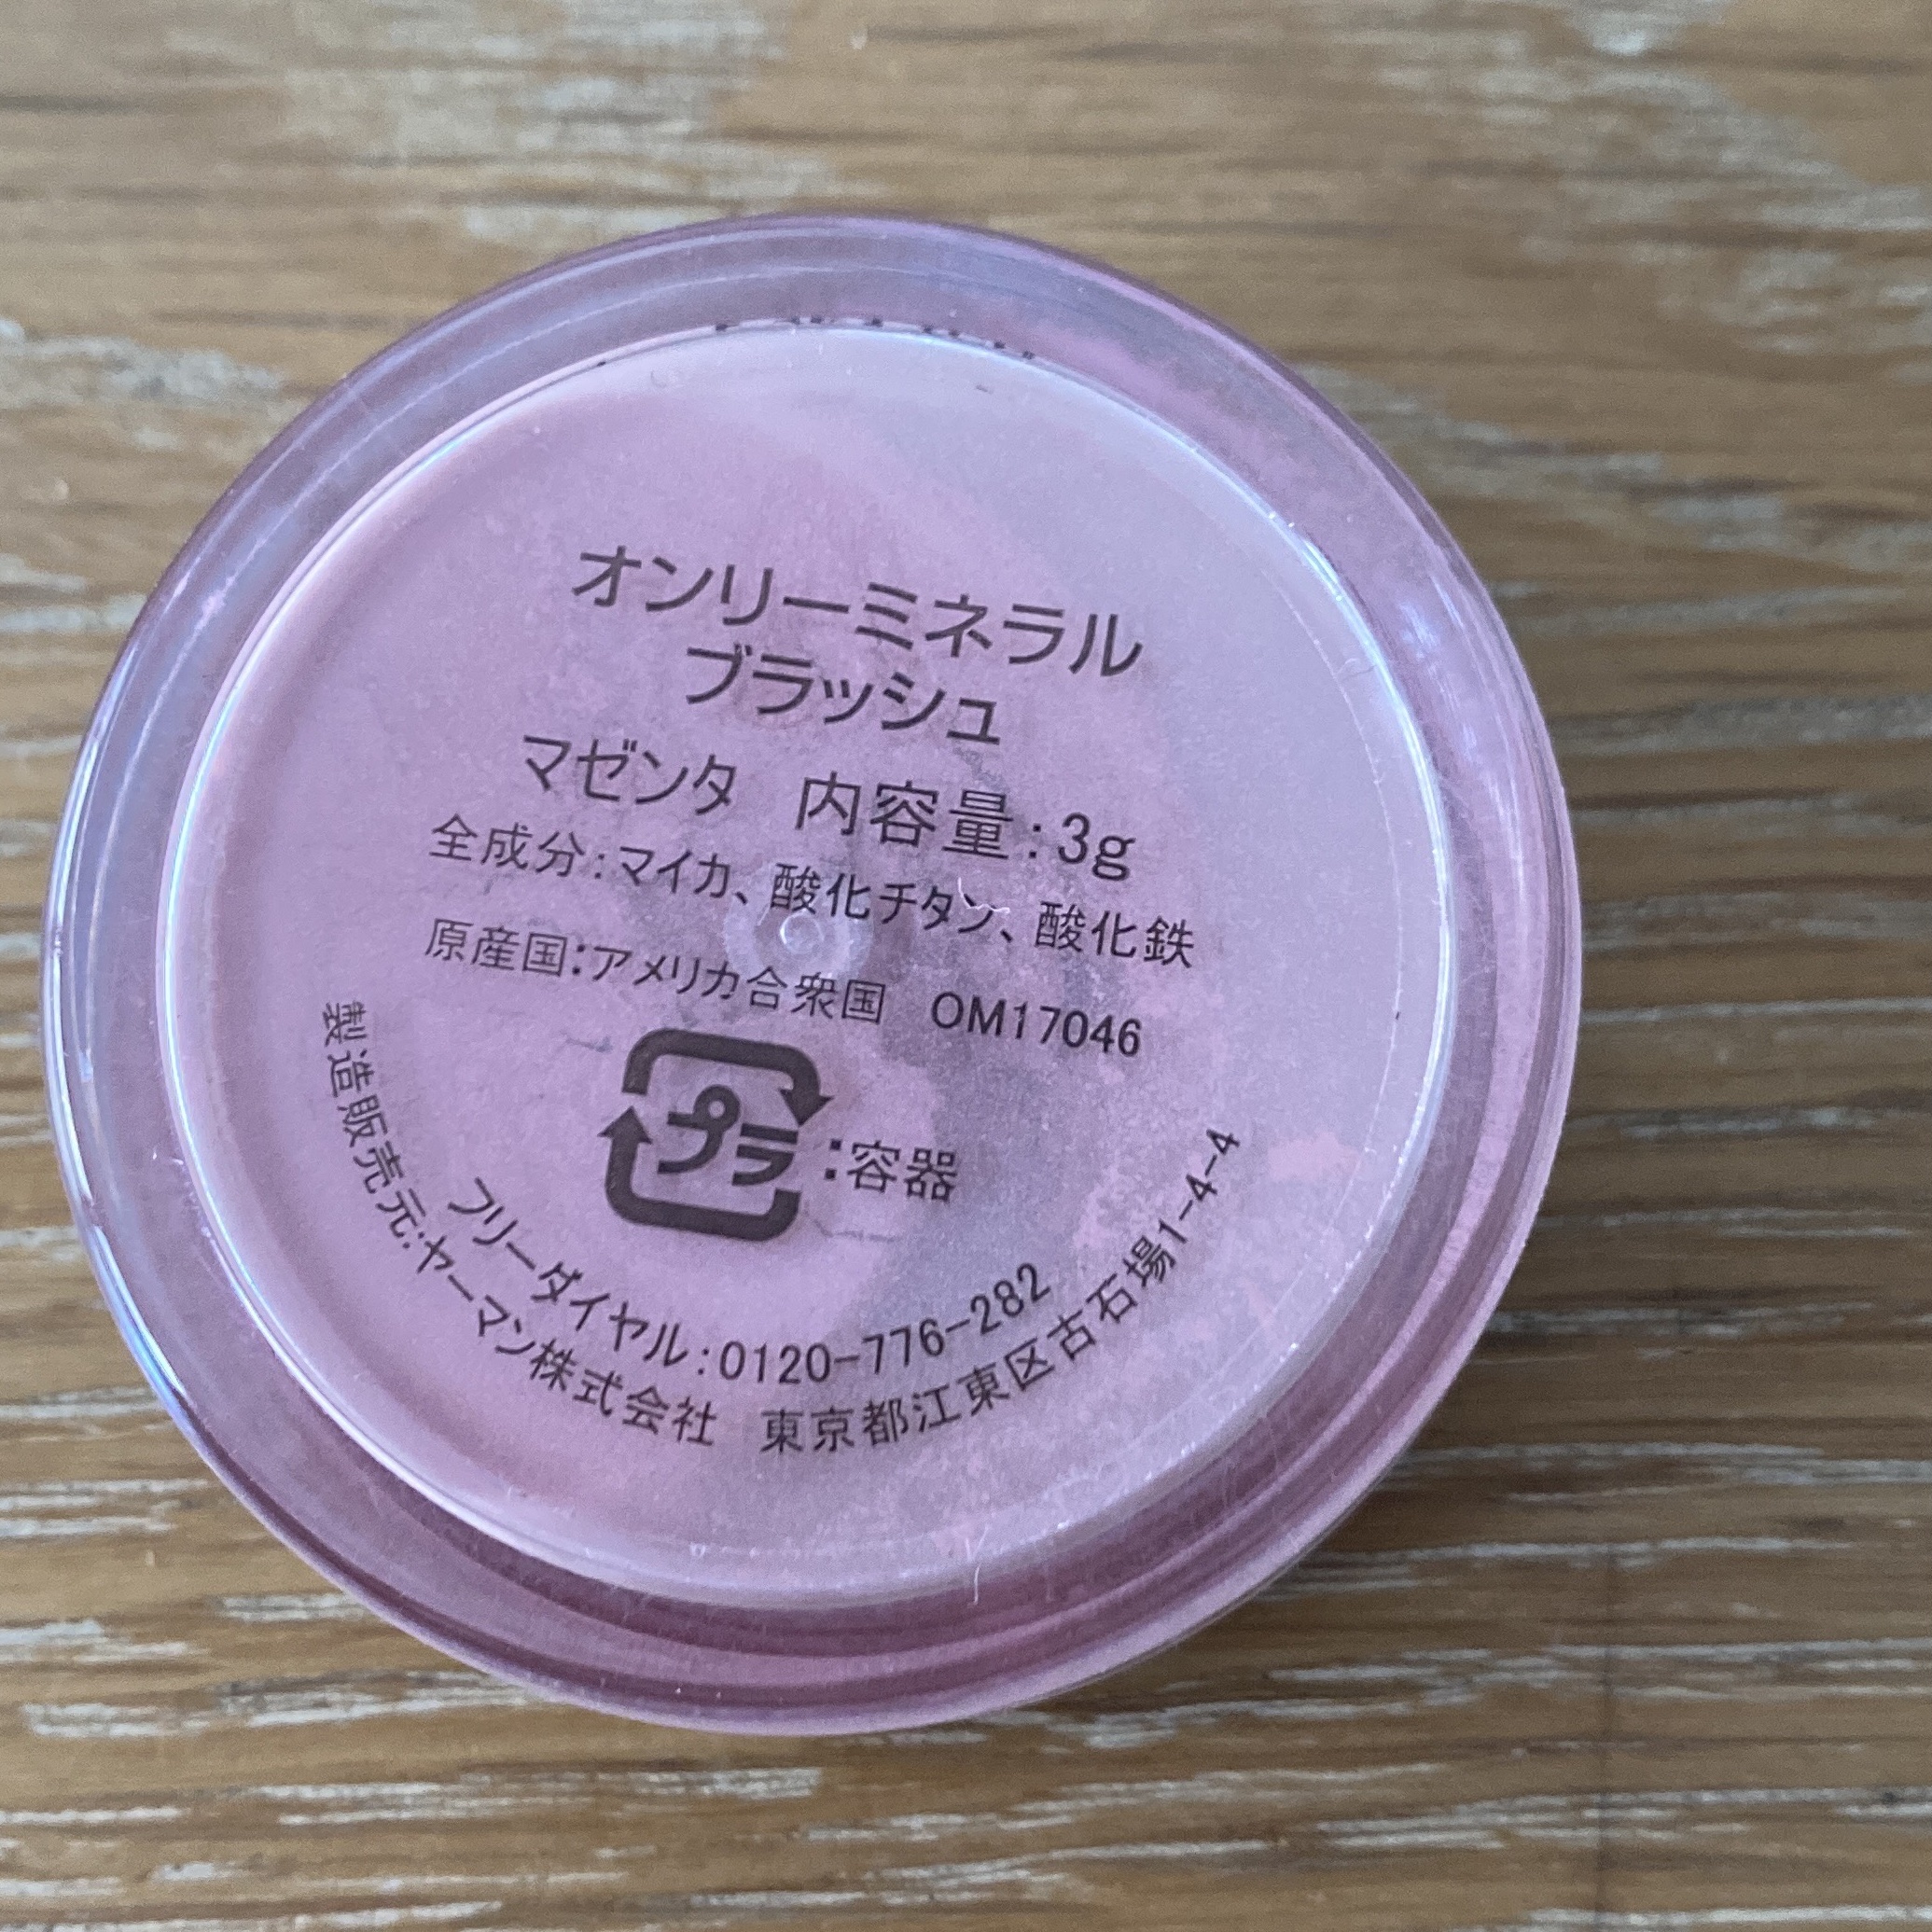 オンリーミネラル
ブラッシュ
マゼンタ　内容量：3g
全成分：マイカ、酸化チタン、酸化鉄
原産国：アメリカ合衆国　OM17046
プラ：容器
フリーダイヤル：0120-776-282
製造販売元：ヤーマン株式会社　東京都江東区古石場1-4-4